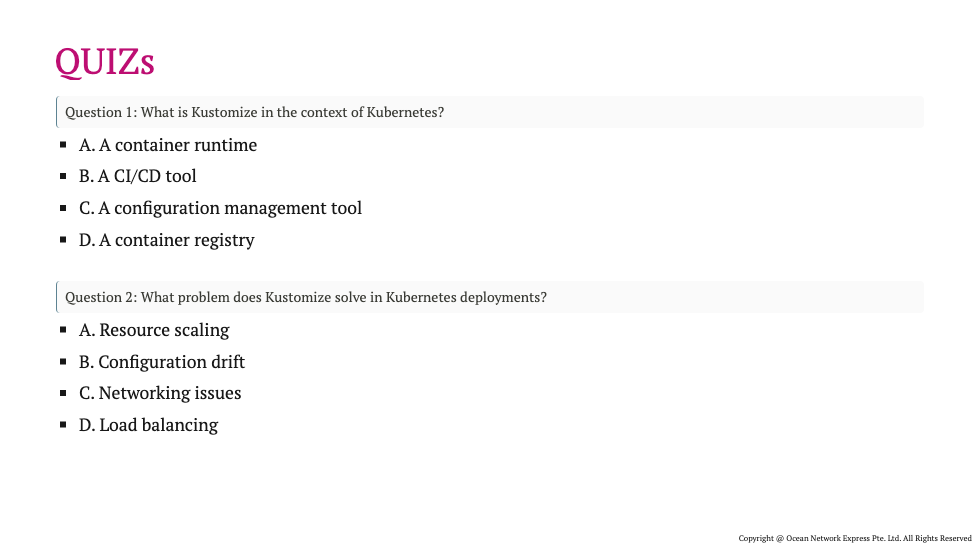 QUIZs
Question 1: What is Kustomize in the context of Kubernetes?
▪ A. A container runtime
▪ B. A CI/CD tool
▪ C. A configuration management tool
▪ D. A container registry
Question 2: What problem does Kustomize solve in Kubernetes deployments?
▪ A. Resource scaling
▪ B. Configuration drift
▪ C. Networking issues
▪ D. Load balancing
Copyright @ Ocean Network Express Pte. Ltd. All Rights Reserved